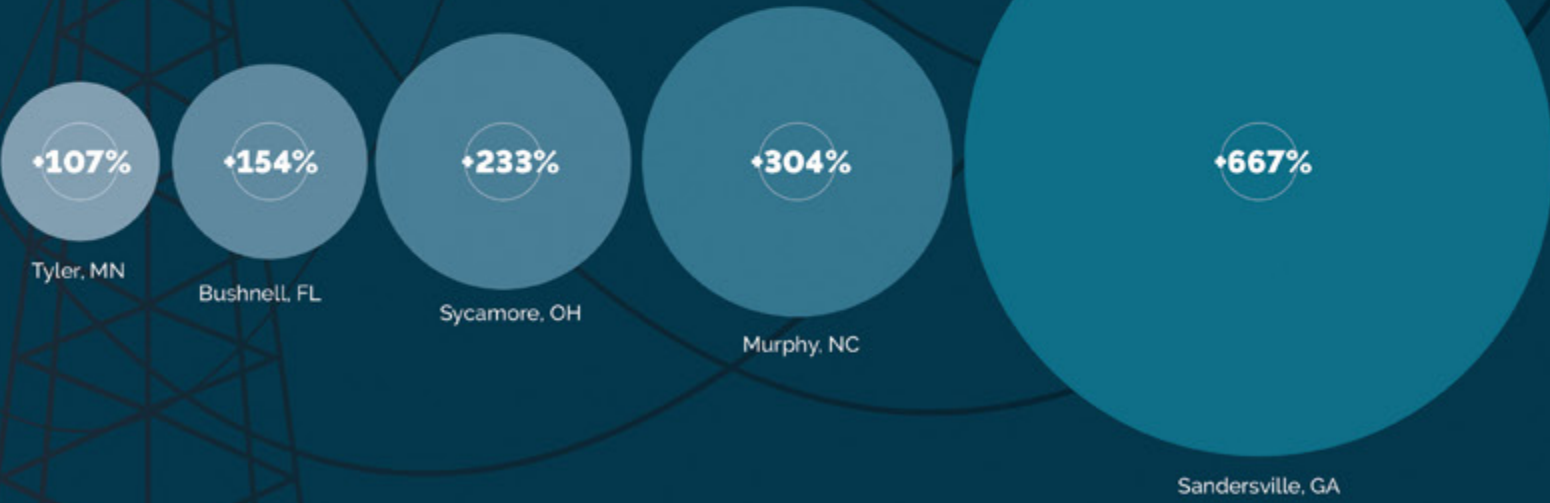 +107%
+154%
+233%
+304%
+667%
Tyler, MN
Bushnell, FL
Sycamore, OH
Murphy, NC
Sandersville, GA